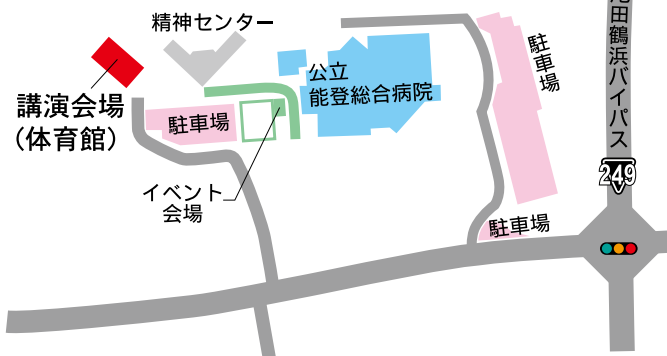 精神センター
公立
能登総合病院
駐車場
田鶴浜バイパス
講演会場
（体育館）
駐車場
イベント
会場
249
駐車場